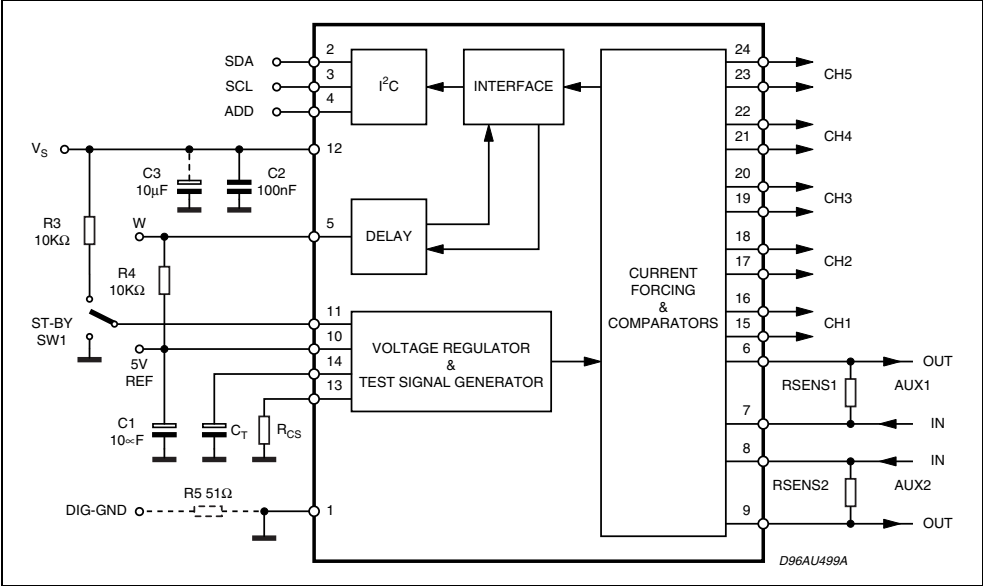 SDA
SCL
ADD
2
3
4
I²C
INTERFACE
24
23
CH5
22
21
CH4
VS
12
C3
10µF
C2
100nF
20
19
CH3
R3
10KΩ
W
5
DELAY
18
17
CH2
R4
10KΩ
CURRENT
FORCING
&
COMPARATORS
16
15
CH1
ST-BY
SW1
11
10
14
13
VOLTAGE REGULATOR
&
TEST SIGNAL GENERATOR
5V
REF
6
OUT
RSENS1
AUX1
7
IN
C1
10∝F
CT
RCS
8
IN
RSENS2
AUX2
9
OUT
R5 51Ω
DIG-GND
1
D96AU499A